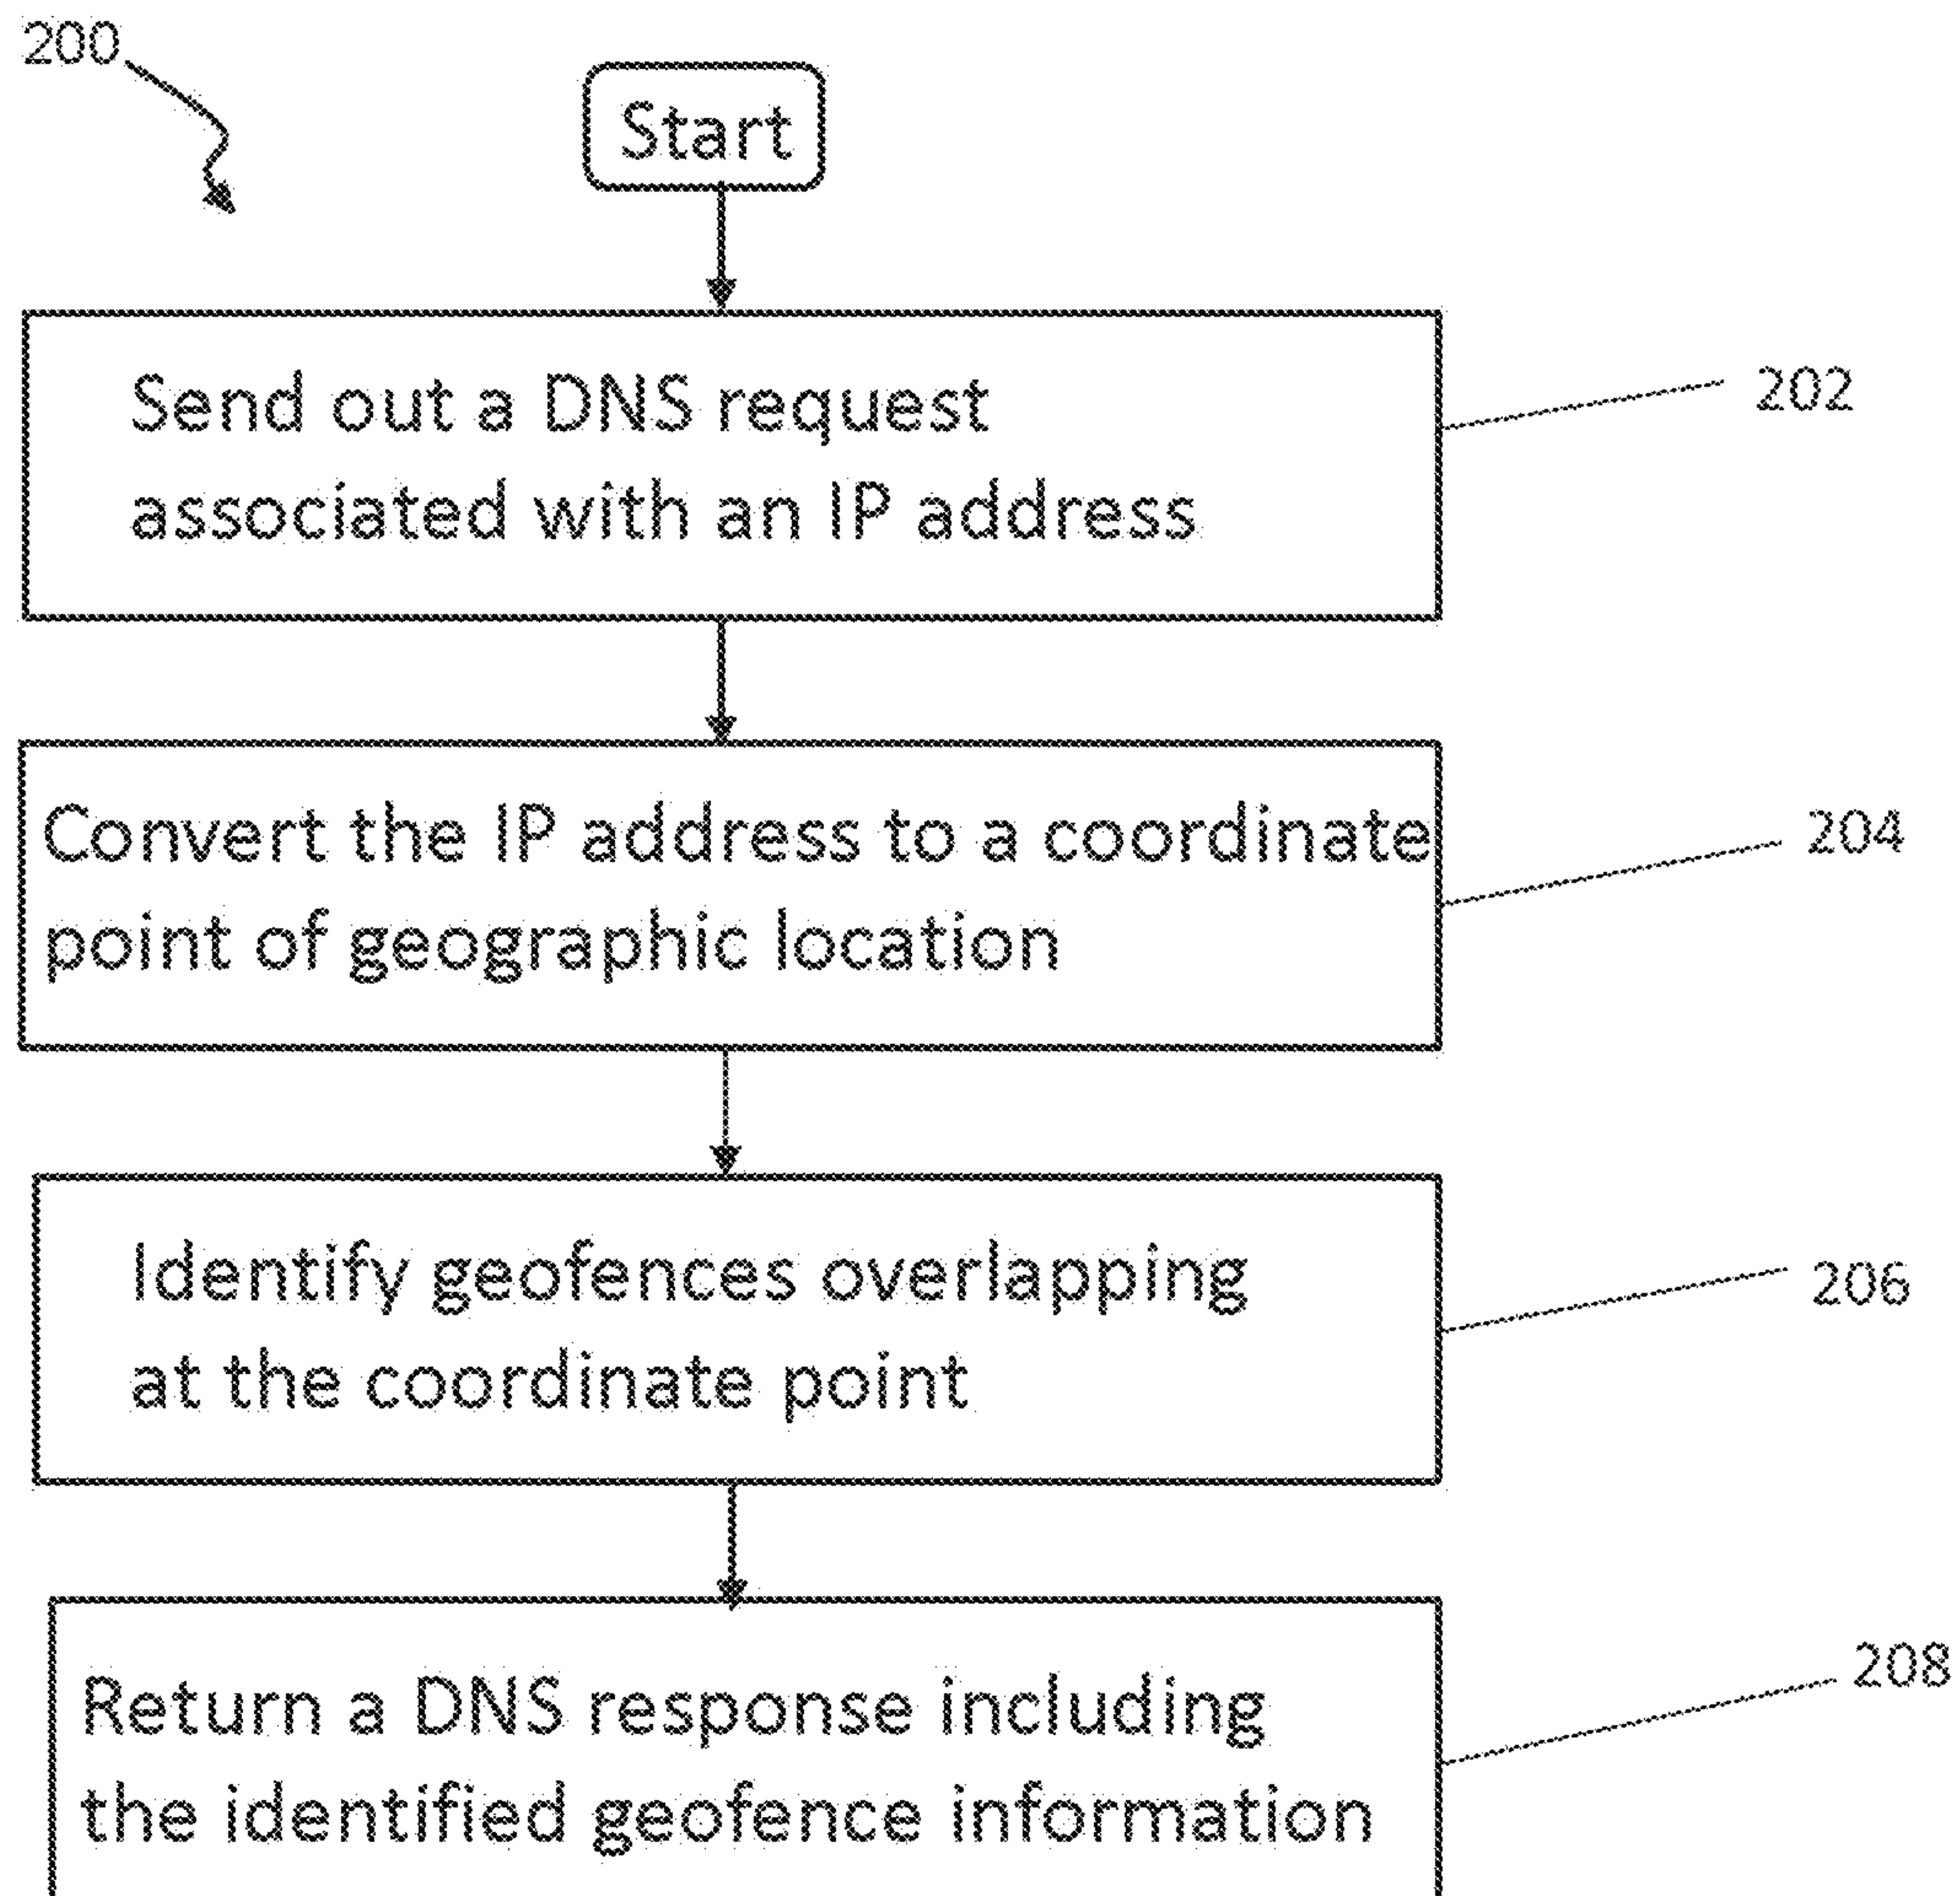 200
Start
Send out a DNS request
associated with an IP address
202
Convert the IP address to a coordinate
point of geographic location
204
Identify geofences overlapping
at the coordinate point
206
Return a DNS response including
the identified geofence information
208